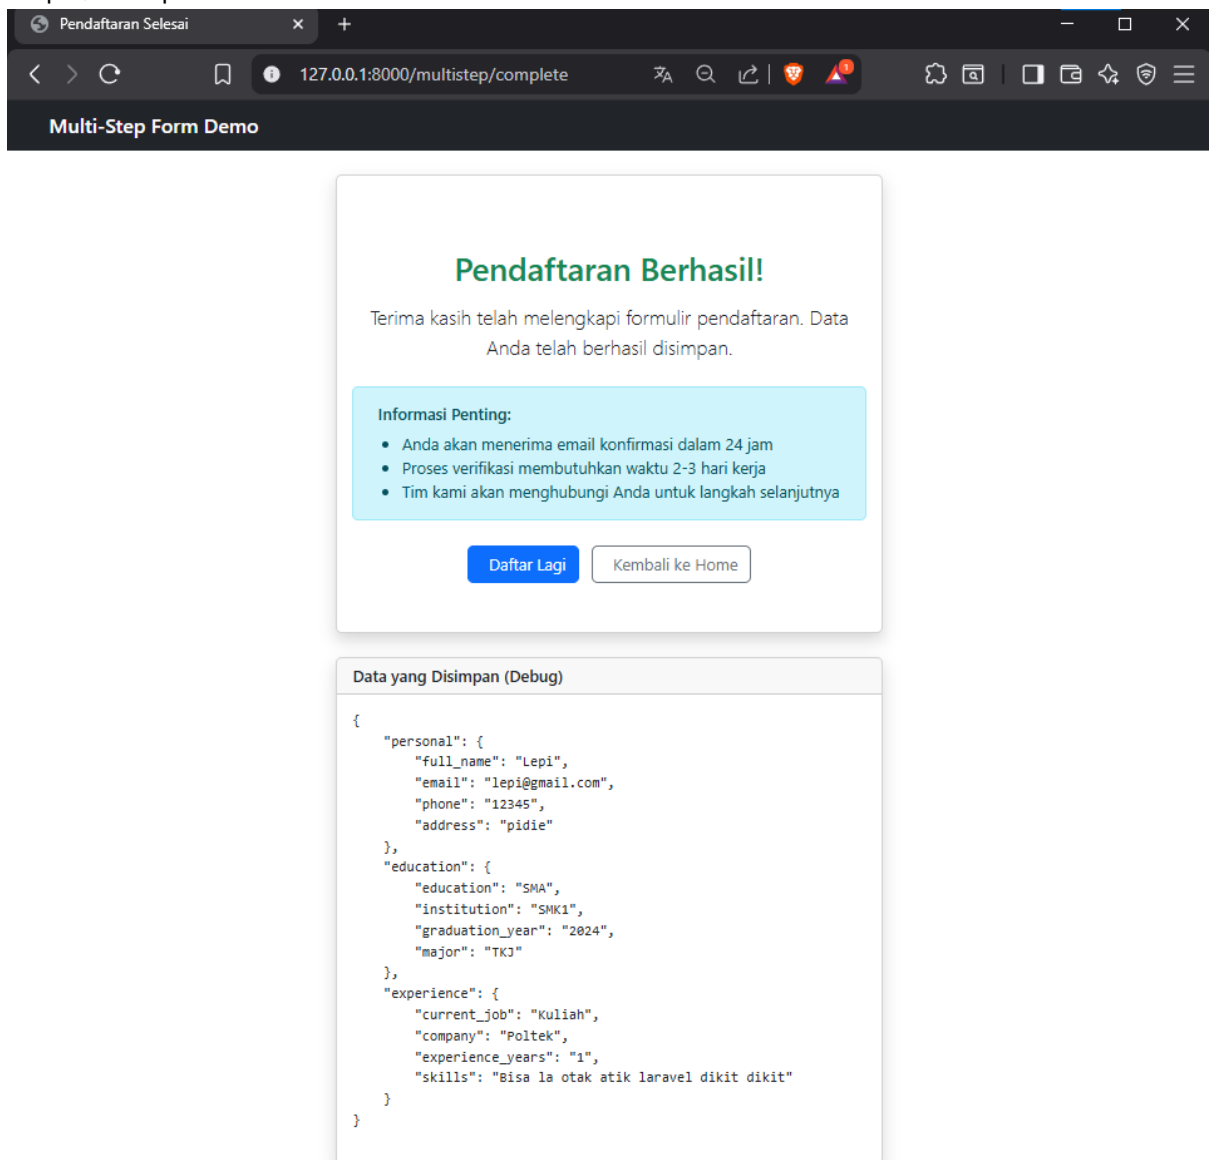 Pendaftaran Selesai
127.0.0.1:8000/multistep/complete
1
Multi-Step Form Demo
Pendaftaran Berhasil!
Terima kasih telah melengkapi formulir pendaftaran. Data
Anda telah berhasil disimpan.
Informasi Penting:
• Anda akan menerima email konfirmasi dalam 24 jam
• Proses verifikasi membutuhkan waktu 2-3 hari kerja
• Tim kami akan menghubungi Anda untuk langkah selanjutnya
Daftar Lagi
Kembali ke Home
Data yang Disimpan (Debug)
{
"personal": {
"full_name": "Lepi",
"email": "lepi@gmail.com",
"phone": "12345",
"address": "pidie"
},
"education": {
"education": "SMA",
"institution": "SMK1",
"graduation_year": "2024",
"major": "TKJ"
},
"experience": {
"current_job": "Kuliah",
"company": "Poltek",
"experience_years": "1",
"skills": "Bisa la otak atik laravel dikit dikit"
}
}